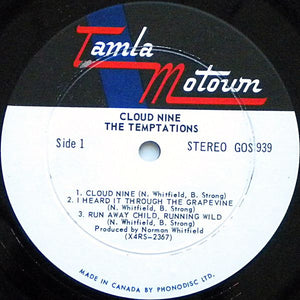 Tamla
Motown
CLOUD NINE
THE TEMPTATIONS
Side 1
STEREO GOS 939
1. CLOUD NINE (N. Whitfield, B. Strong)
2. I HEARD IT THROUGH THE GRAPEVINE
(N. Whitfield, B. Strong)
3. RUN AWAY CHILD, RUNNING WILD
(N. Whitfield, B. Strong)
Produced by Norman Whitfield
(X4RS-2367)
MADE IN CANADA BY PHONODISC LTD.